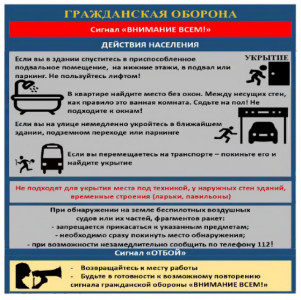 ГРАЖДАНСКАЯ ОБОРОНА
Сигнал «ВНИМАНИЕ ВСЕМ!»
ДЕЙСТВИЯ НАСЕЛЕНИЯ
Если вы в здании спуститесь в приспособленное
подвальное помещение, на нижние этажи, в подвал или
паркинг. Не пользуйтесь лифтом!
УКРЫТИЕ
В квартире найдите место без окон. Между несущих стен,
как правило это ванная комната. Сядьте на пол! Не
подходите к окнам!
Если вы на улице немедленно укройтесь в ближайшем
здании, подземном переходе или паркинге
Если вы перемещаетесь на транспорте – покиньте его и
найдите укрытие
Не подходят для укрытия места под техникой, у наружных стен зданий,
временные строения (ларьки, павильоны)
При обнаружении на земле беспилотных воздушных
судов или их частей, фрагментов ракет:
- запрещается прикасаться к указанным предметам;
- необходимо сразу покинуть место обнаружения;
- при возможности незамедлительно сообщить по телефону 112!
Сигнал «ОТБОЙ»
- Возвращайтесь к месту работы
- Будьте в готовности к возможному повторению
сигнала гражданской обороны «ВНИМАНИЕ ВСЕМ!»